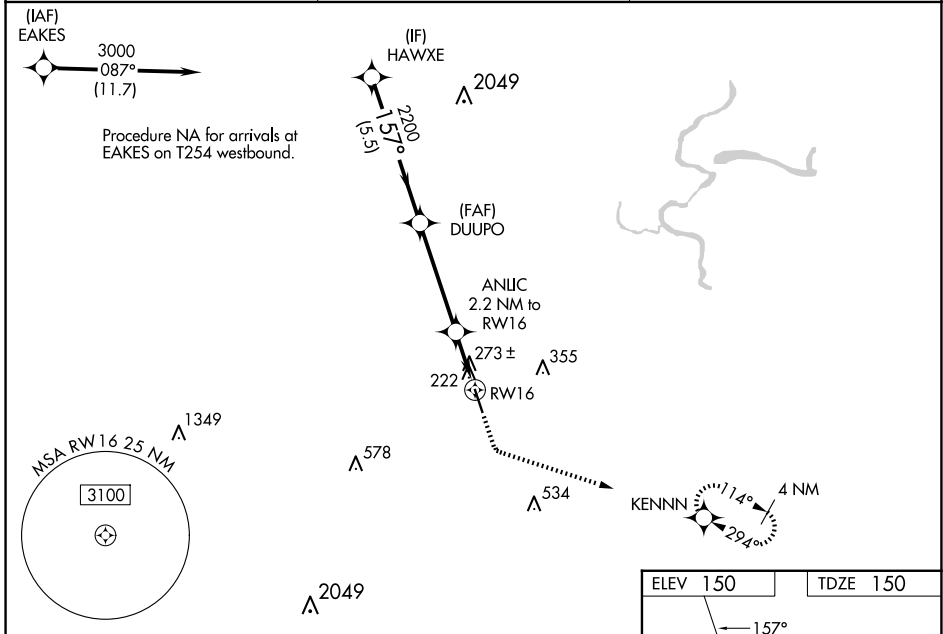 (IAF)
EAKES
3000
087°
(11.7)
Procedure NA for arrivals at
EAKES on T254 westbound.
(IF)
HAWXE
2049
2200
157°
(5.5)
(FAF)
DUUPO
ANLIC
2.2 NM to
RW16
273 ±
355
222
RW16
1349
MSA RW 16 25 NM
3100
578
534
KENNN
114°
4 NM
294°
2049
ELEV 150
TDZE 150
157°